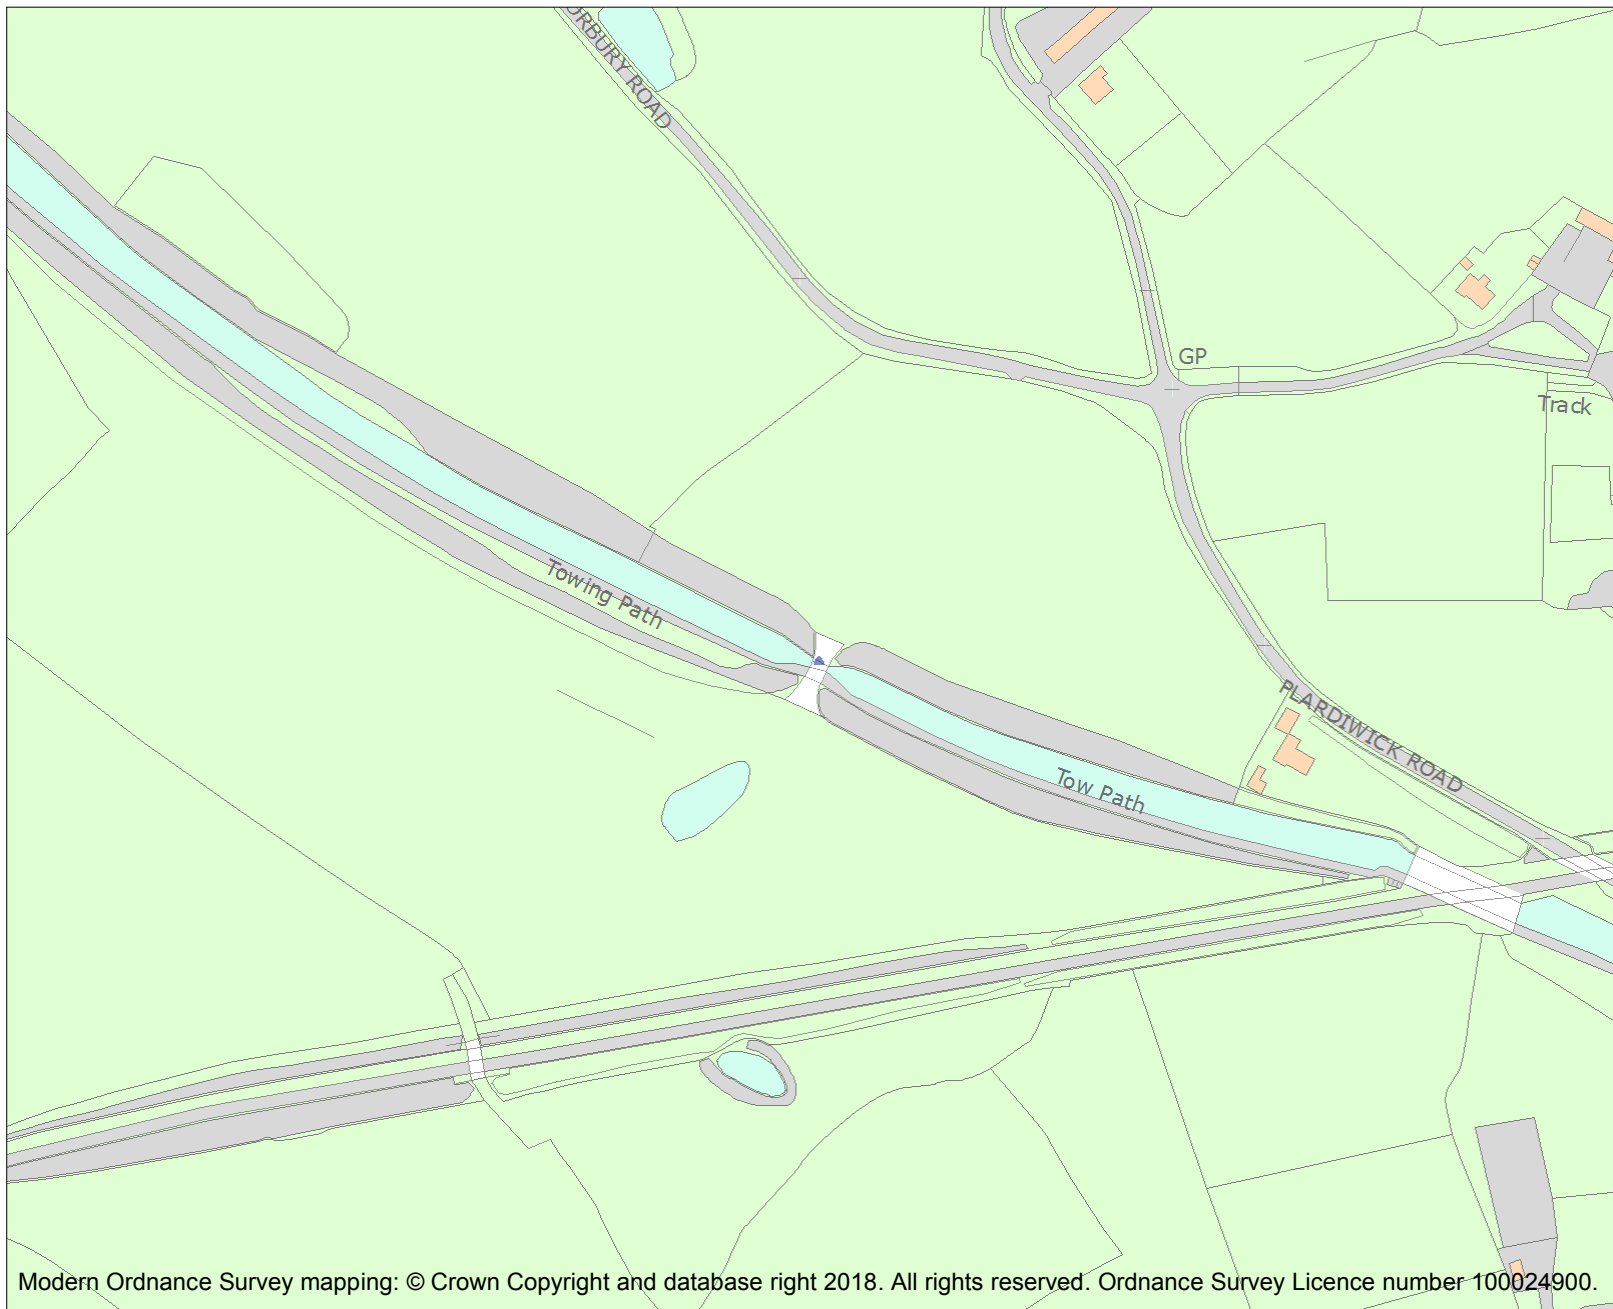 ORBURY ROAD
GP
Track
Towing Path
PLARDIWICK ROAD
Tow Path
Modern Ordnance Survey mapping: © Crown Copyright and database right 2018. All rights reserved. Ordnance Survey Licence number 100024900.